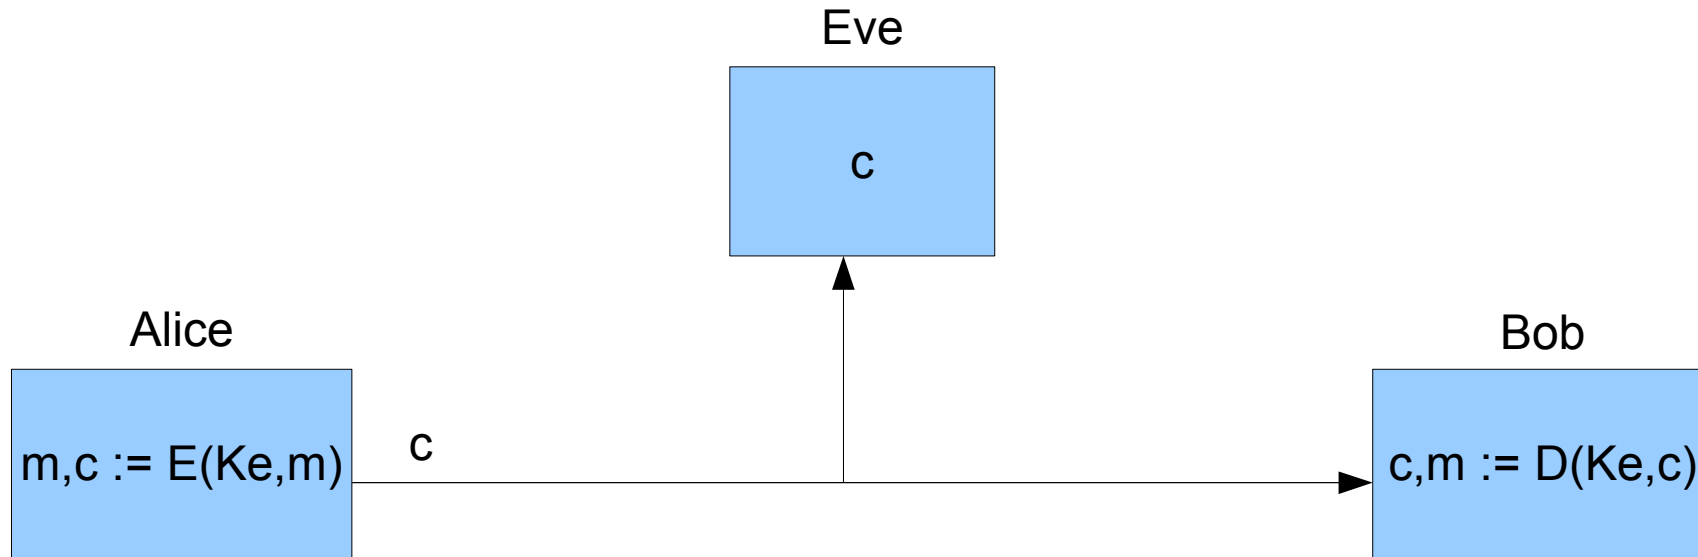 Eve
c
Alice
Bob
m,c := E(Ke,m)
c
c,m := D(Ke,c)